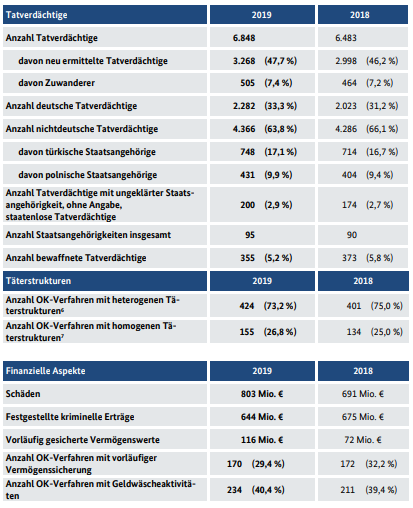 Tatverdächtige 2019 2018
Anzahl Tatverdächtige 6.848 6.483
davon neu ermittelte Tatverdächtige 3.268 (47,7 %) 2.998 (46,2 %)
davon Zuwanderer 505 (7,4 %) 464 (7,2 %)
Anzahl deutsche Tatverdächtige 2.282 (33,3 %) 2.023 (31,2 %)
Anzahl nichtdeutsche Tatverdächtige 4.366 (63,8 %) 4.286 (66,1 %)
davon türkische Staatsangehörige 748 (17,1 %) 714 (16,7 %)
davon polnische Staatsangehörige 431 (9,9 %) 404 (9,4 %)
Anzahl Tatverdächtige mit ungeklärter Staats-
angehörigkeit, ohne Angabe, 200 (2,9 %) 174 (2,7 %)
staatenlose Tatverdächtige
Anzahl Staatsangehörigkeiten insgesamt 95 90
Anzahl bewaffnete Tatverdächtige 355 (5,2 %) 373 (5,8 %)
Täterstrukturen 2019 2018
Anzahl OK-Verfahren mit heterogenen Tä-
terstrukturen⁶ 424 (73,2 %) 401 (75,0 %)
Anzahl OK-Verfahren mit homogenen Tä-
terstrukturen⁷ 155 (26,8 %) 134 (25,0 %)
Finanzielle Aspekte 2019 2018
Schäden 803 Mio. € 691 Mio. €
Festgestellte kriminelle Erträge 644 Mio. € 675 Mio. €
Vorläufig gesicherte Vermögenswerte 116 Mio. € 72 Mio. €
Anzahl OK-Verfahren mit vorläufiger
Vermögenssicherung 170 (29,4 %) 172 (32,2 %)
Anzahl OK-Verfahren mit Geldwäscheaktivitä-
ten 234 (40,4 %) 211 (39,4 %)